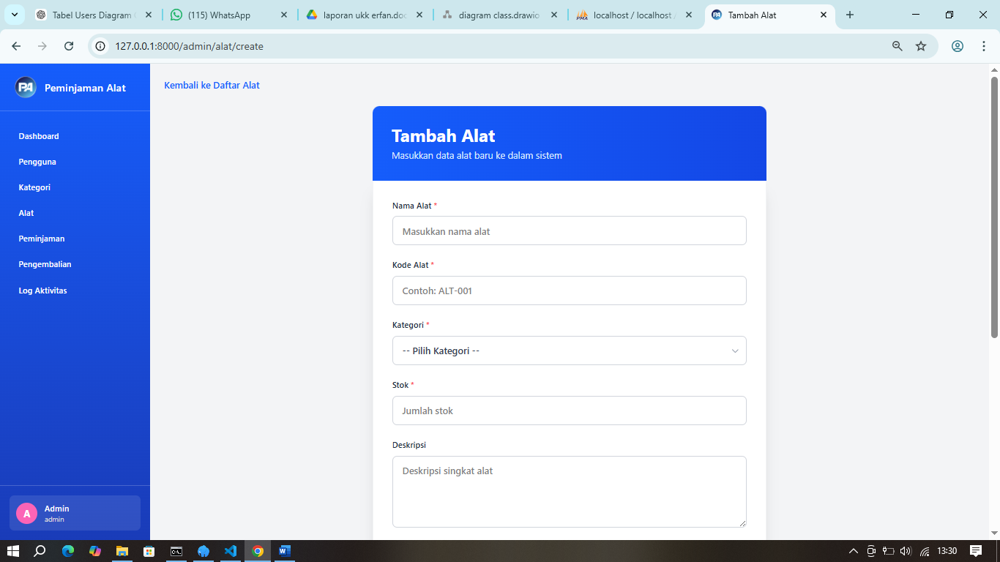 Tabel Users Diagram
(115) WhatsApp
laporan ukk erfan.doc
diagram class.drawio
localhost / localhost
Tambah Alat
127.0.0.1:8000/admin/alat/create
PA
Peminjaman Alat
Dashboard
Pengguna
Kategori
Alat
Peminjaman
Pengembalian
Log Aktivitas
A
Admin
admin
Kembali ke Daftar Alat
Tambah Alat
Masukkan data alat baru ke dalam sistem
Nama Alat *
Masukkan nama alat
Kode Alat *
Contoh: ALT-001
Kategori *
-- Pilih Kategori --
Stok *
Jumlah stok
Deskripsi
Deskripsi singkat alat
13:30